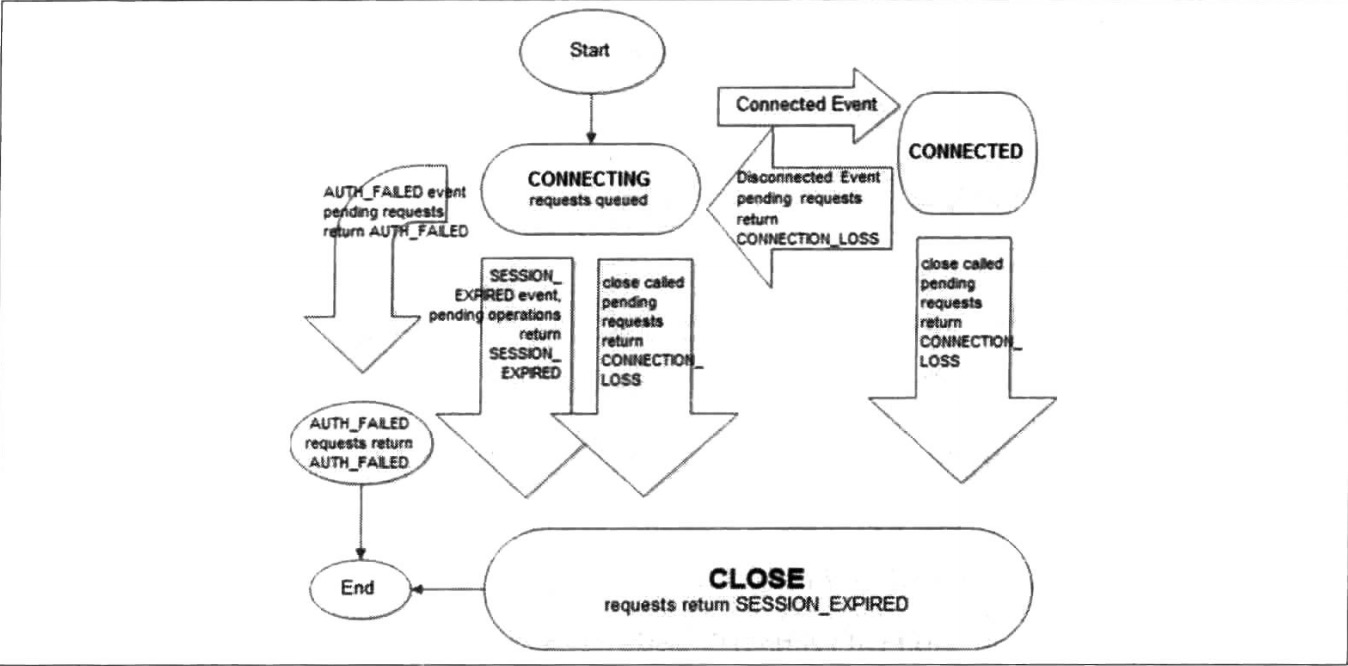 Start
Connected Event
CONNECTED
CONNECTING
requests queued
Disconnected Event
pending requests
return
CONNECTION_LOSS
AUTH_FAILED event
pending requests
return AUTH_FAILED
SESSION_
EXPIRED event,
pending operations
return
SESSION_
EXPIRED
close called
pending
requests
return
CONNECTION_
LOSS
close called
pending
requests
return
CONNECTION_
LOSS
AUTH_FAILED
requests return
AUTH_FAILED.
End
CLOSE
requests return SESSION_EXPIRED